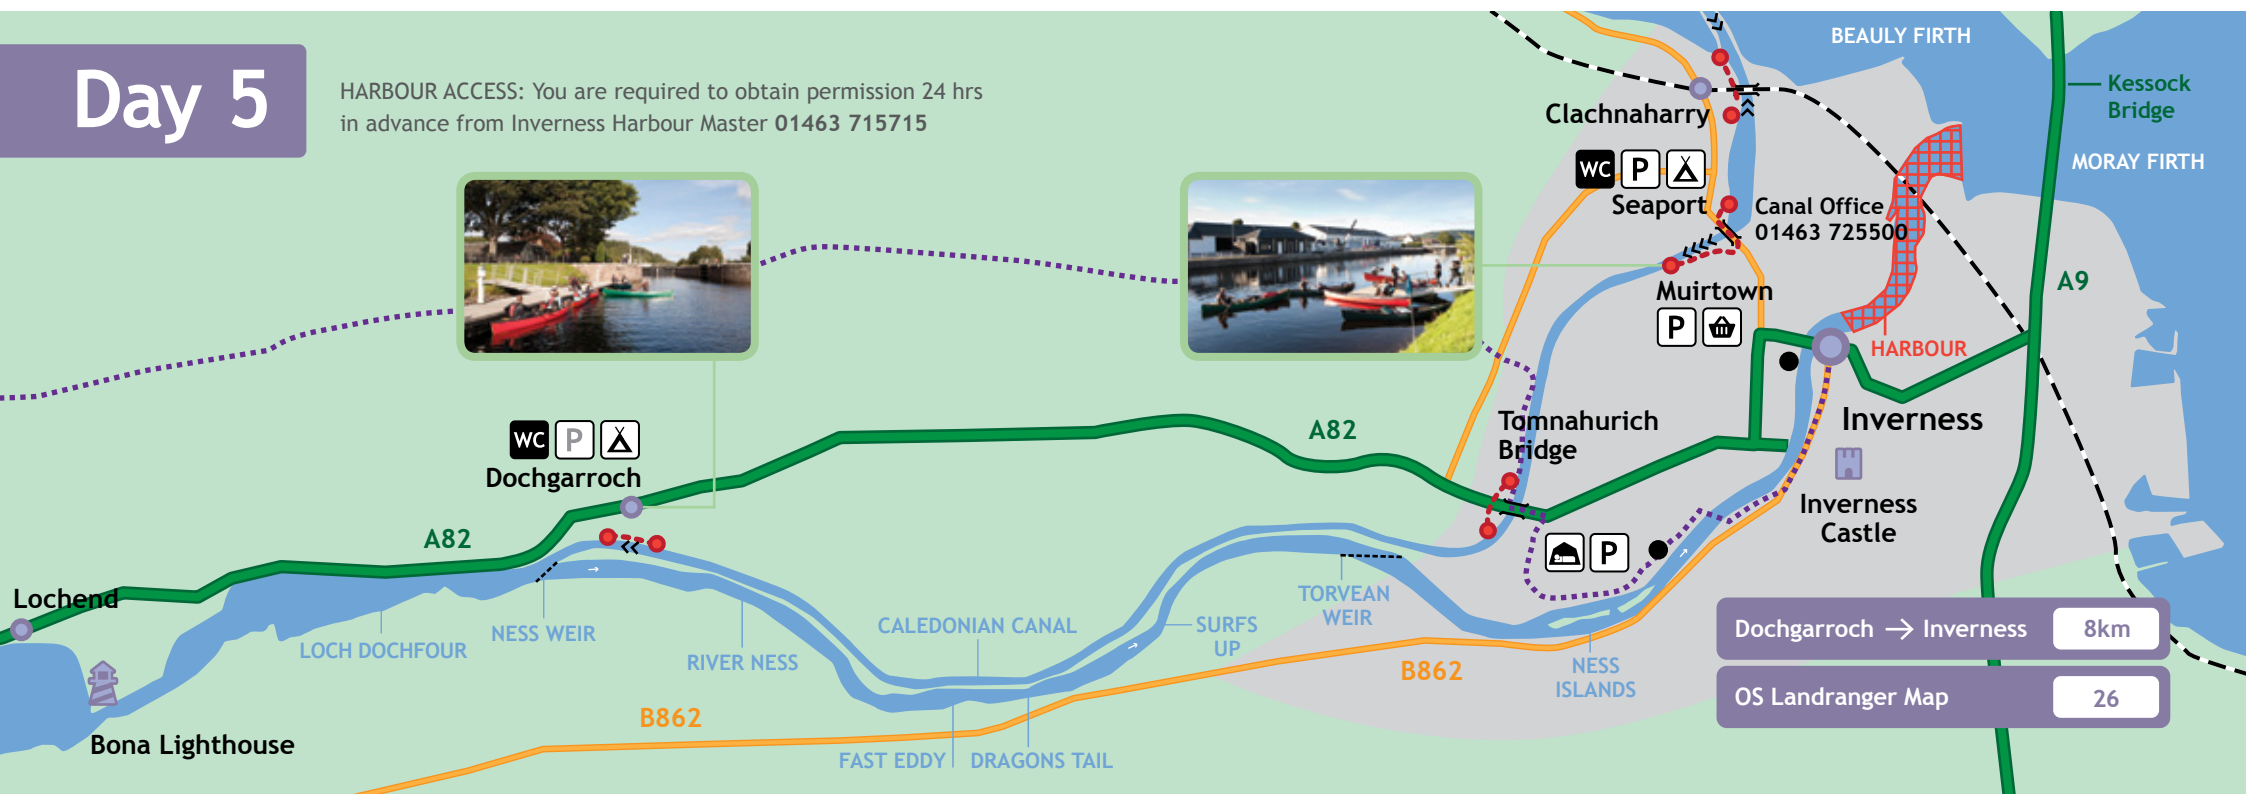 Day 5
HARBOUR ACCESS: You are required to obtain permission 24 hrs
in advance from Inverness Harbour Master 01463 715715
BEAULY FIRTH
Kessock
Bridge
MORAY FIRTH
Clachnaharry
WC P
Seaport
Canal Office
01463 725500
A9
Muirtown
P
HARBOUR
Inverness
Tomnahurich
Bridge
A82
WC P
Dochgarroch
Inverness
Castle
A82
P
Lochend
LOCH DOCHFOUR
NESS WEIR
RIVER NESS
CALEDONIAN CANAL
SURFS
UP
TORVEAN
WEIR
NESS
ISLANDS
B862
B862
Bona Lighthouse
FAST EDDY
DRAGONS TAIL
Dochgarroch → Inverness 8km
OS Landranger Map 26